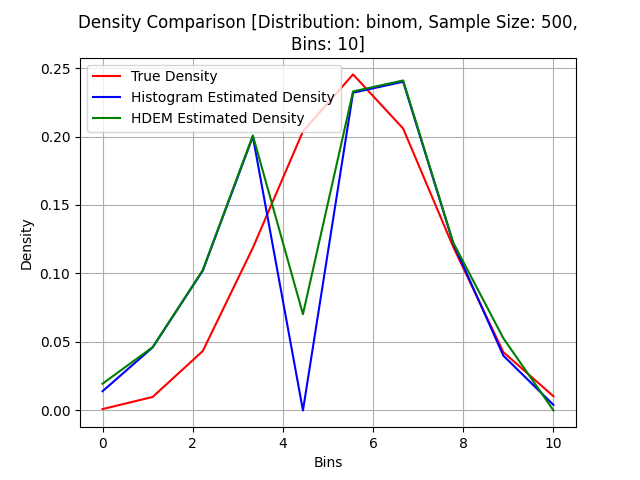 Density Comparison [Distribution: binom, Sample Size: 500,
Bins: 10]
True Density
Histogram Estimated Density
HDEM Estimated Density
0.25
0.20
0.15
0.10
0.05
0.00
Density
0 2 4 6 8 10
Bins